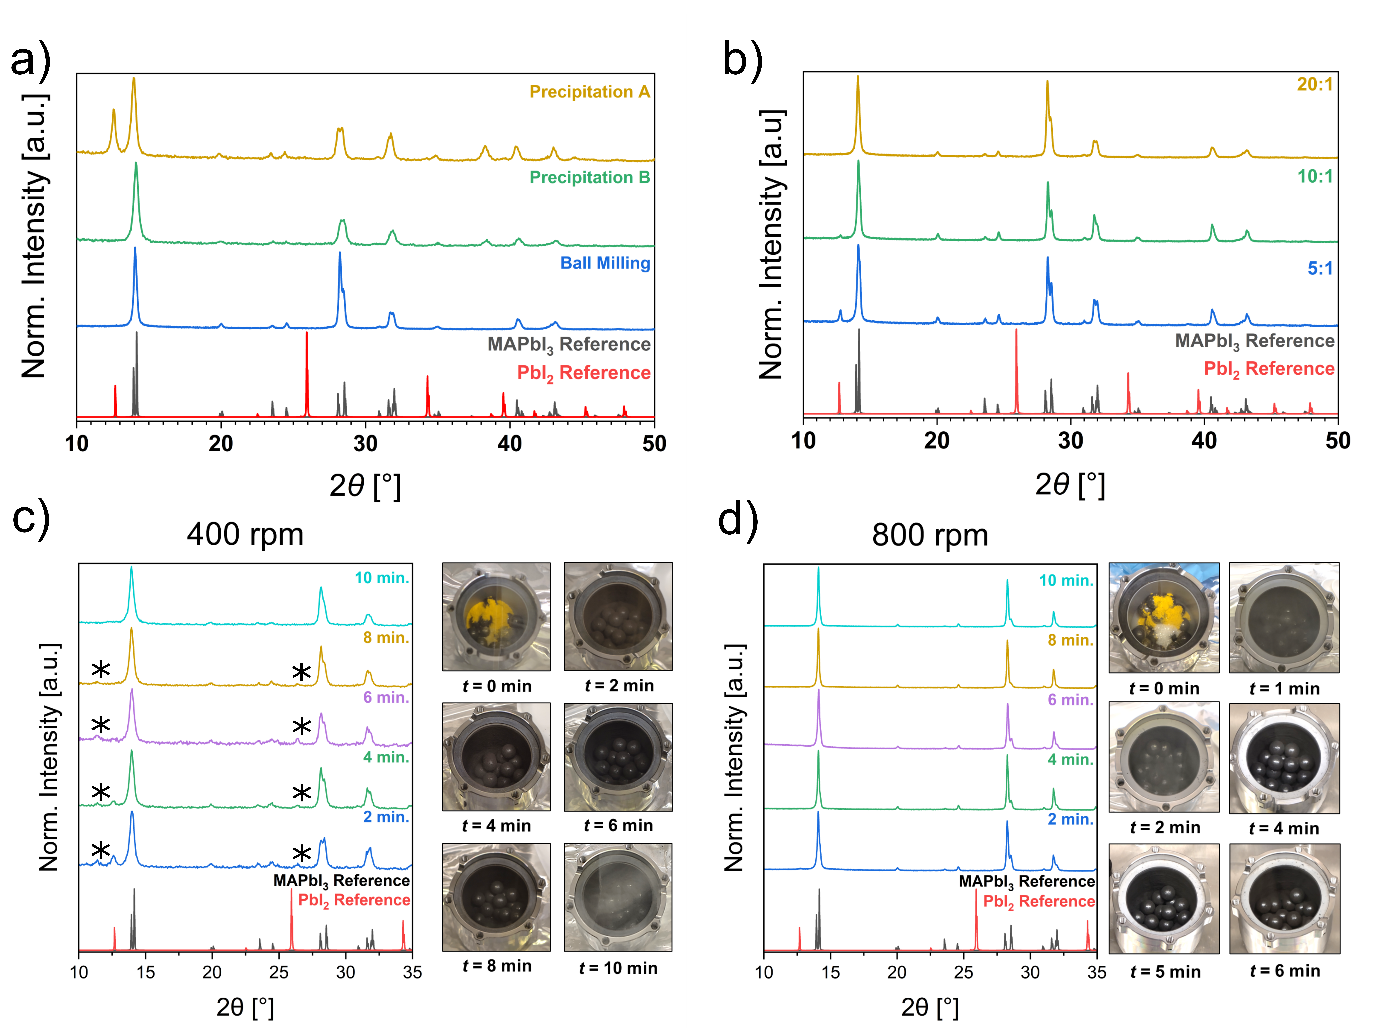 a)
Norm. Intensity [a.u.]
Precipitation A
Precipitation B
Ball Milling
MAPbI₃ Reference
PbI₂ Reference
10 20 30 40 50
2θ [°]
b)
Norm. Intensity [a.u]
20:1
10:1
5:1
MAPbI₃ Reference
PbI₂ Reference
10 20 30 40 50
2θ [°]
c)
400 rpm
Norm. Intensity [a.u.]
10 min.
8 min.
* *
6 min.
* *
4 min.
* *
2 min.
* *
MAPbI₃ Reference
PbI₂ Reference
10 15 20 25 30 35
2θ [°]
t = 0 min
t = 2 min
t = 4 min
t = 6 min
t = 8 min
t = 10 min
d)
800 rpm
Norm. Intensity [a.u.]
10 min.
8 min.
6 min.
4 min.
2 min.
MAPbI₃ Reference
PbI₂ Reference
10 15 20 25 30 35
2θ [°]
t = 0 min
t = 1 min
t = 2 min
t = 4 min
t = 5 min
t = 6 min